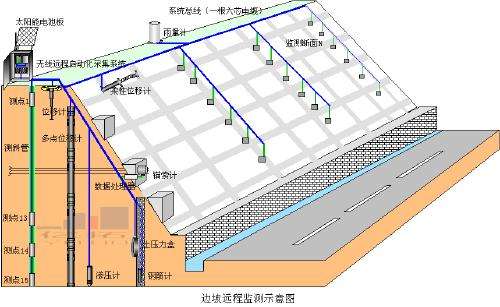 系统总线（一根六芯电缆）
太阳能电池板
雨量计
无线远程自动化采集系统
监测断面N
裂缝位移计
测点1
位移计
多点位移计
测斜管
锚索计
数据处理器
测点13
土压力盒
测点14
液压计
钢筋计
测点15
边坡远程监测示意图